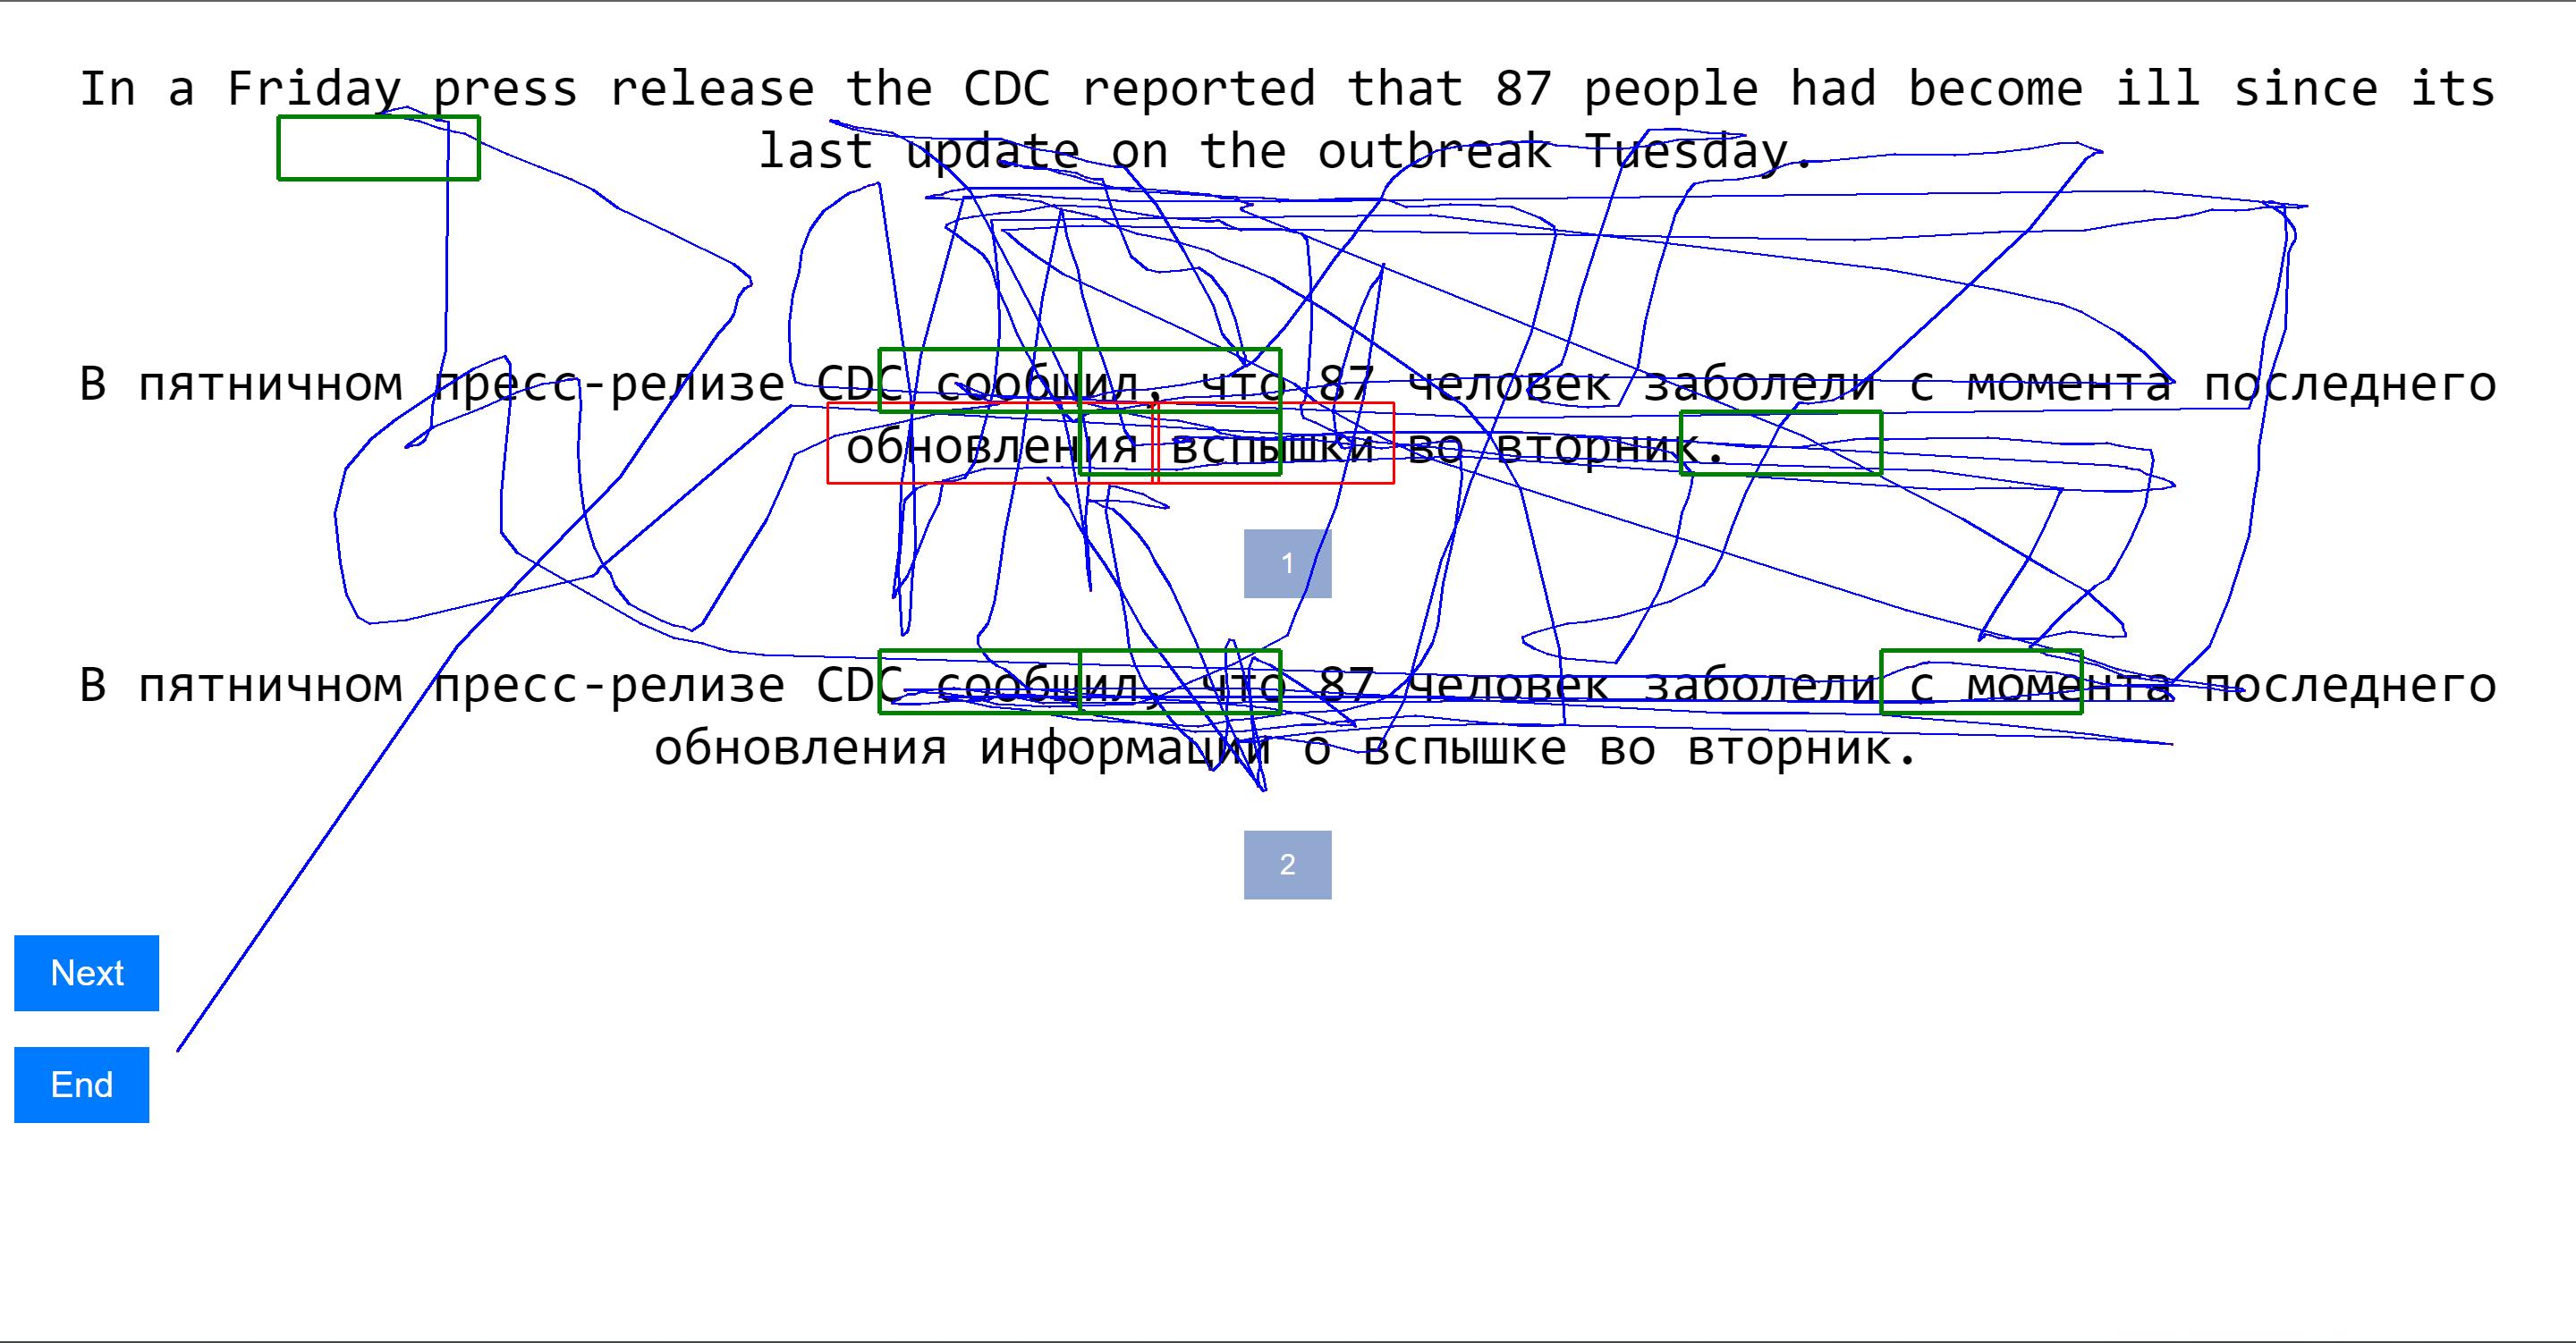 In a Friday press release the CDC reported that 87 people had become ill since its
last update on the outbreak Tuesday.
В пятничном пресс-релизе CDC сообщил, что 87 человек заболели с момента последнего
обновления вспышки во вторник.
1
В пятничном пресс-релизе CDC сообщил, что 87 человек заболели с момента последнего
обновления информации о вспышке во вторник.
2
Next
End